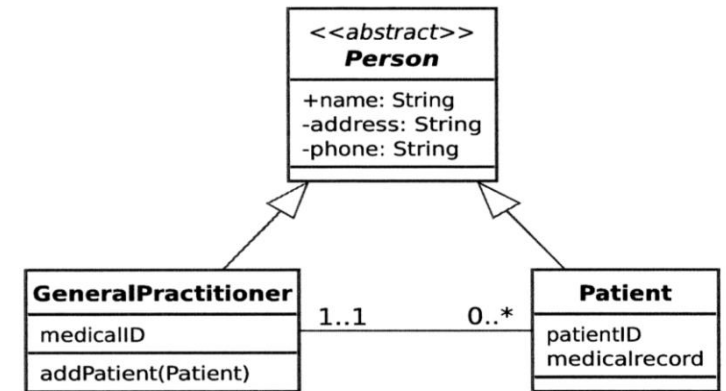 <<abstract>>
Person
+name: String
-address: String
-phone: String
GeneralPractitioner
medicalID
addPatient(Patient)
1..1
0..*
Patient
patientID
medicalrecord